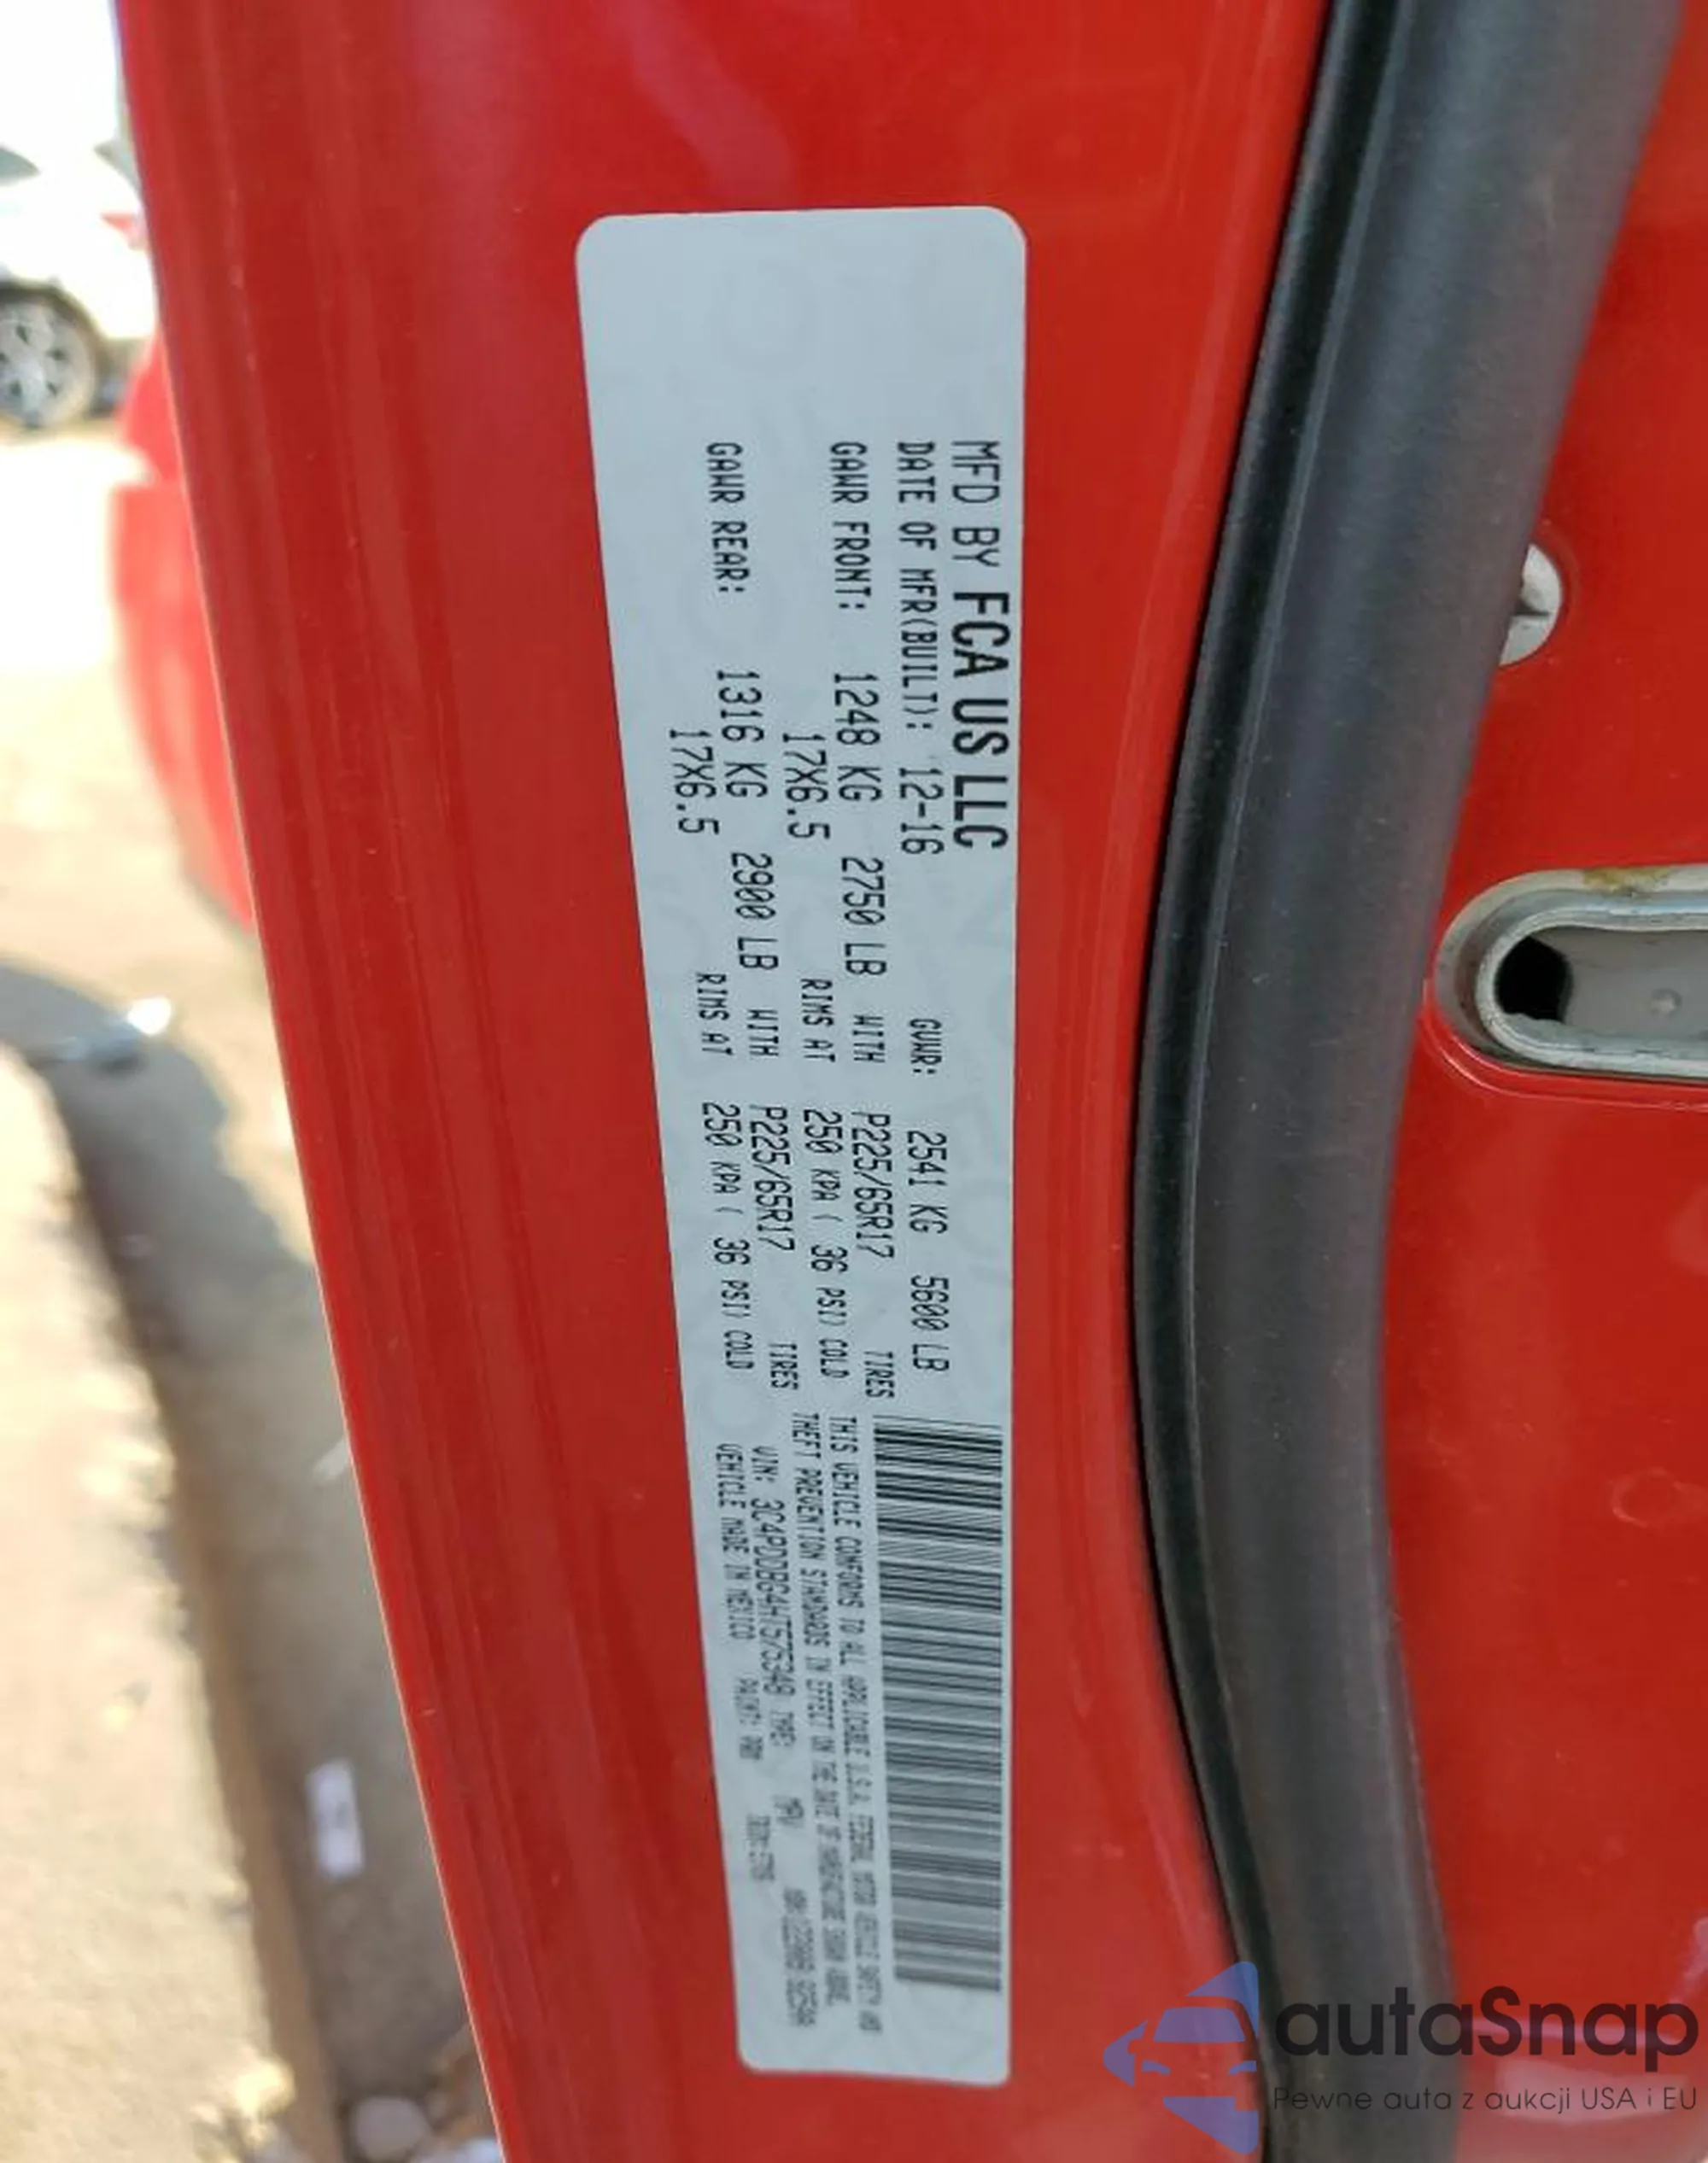 MFD BY FCA US LLC
DATE OF MFR(BUILT): 12-16 GVWR: 2541 KG 5600 LB
GAWR FRONT: 1248 KG 2750 LB WITH P225/65R17 TIRES
17X6.5 RIMS AT 250 KPA ( 36 PSI) COLD
GAWR REAR: 1316 KG 2900 LB WITH P225/65R17 TIRES
17X6.5 RIMS AT 250 KPA ( 36 PSI) COLD
THIS VEHICLE CONFORMS TO ALL APPLICABLE U.S.A. FEDERAL MOTOR VEHICLE SAFETY AND
THEFT PREVENTION STANDARDS IN EFFECT ON THE DATE OF MANUFACTURE SHOWN ABOVE.
VIN: 3C4PDDBG4HT575348 TYPE: MPV
VEHICLE MADE IN MEXICO PAINT: PRM
autaSnap
Pewne auta z aukcji USA i EU